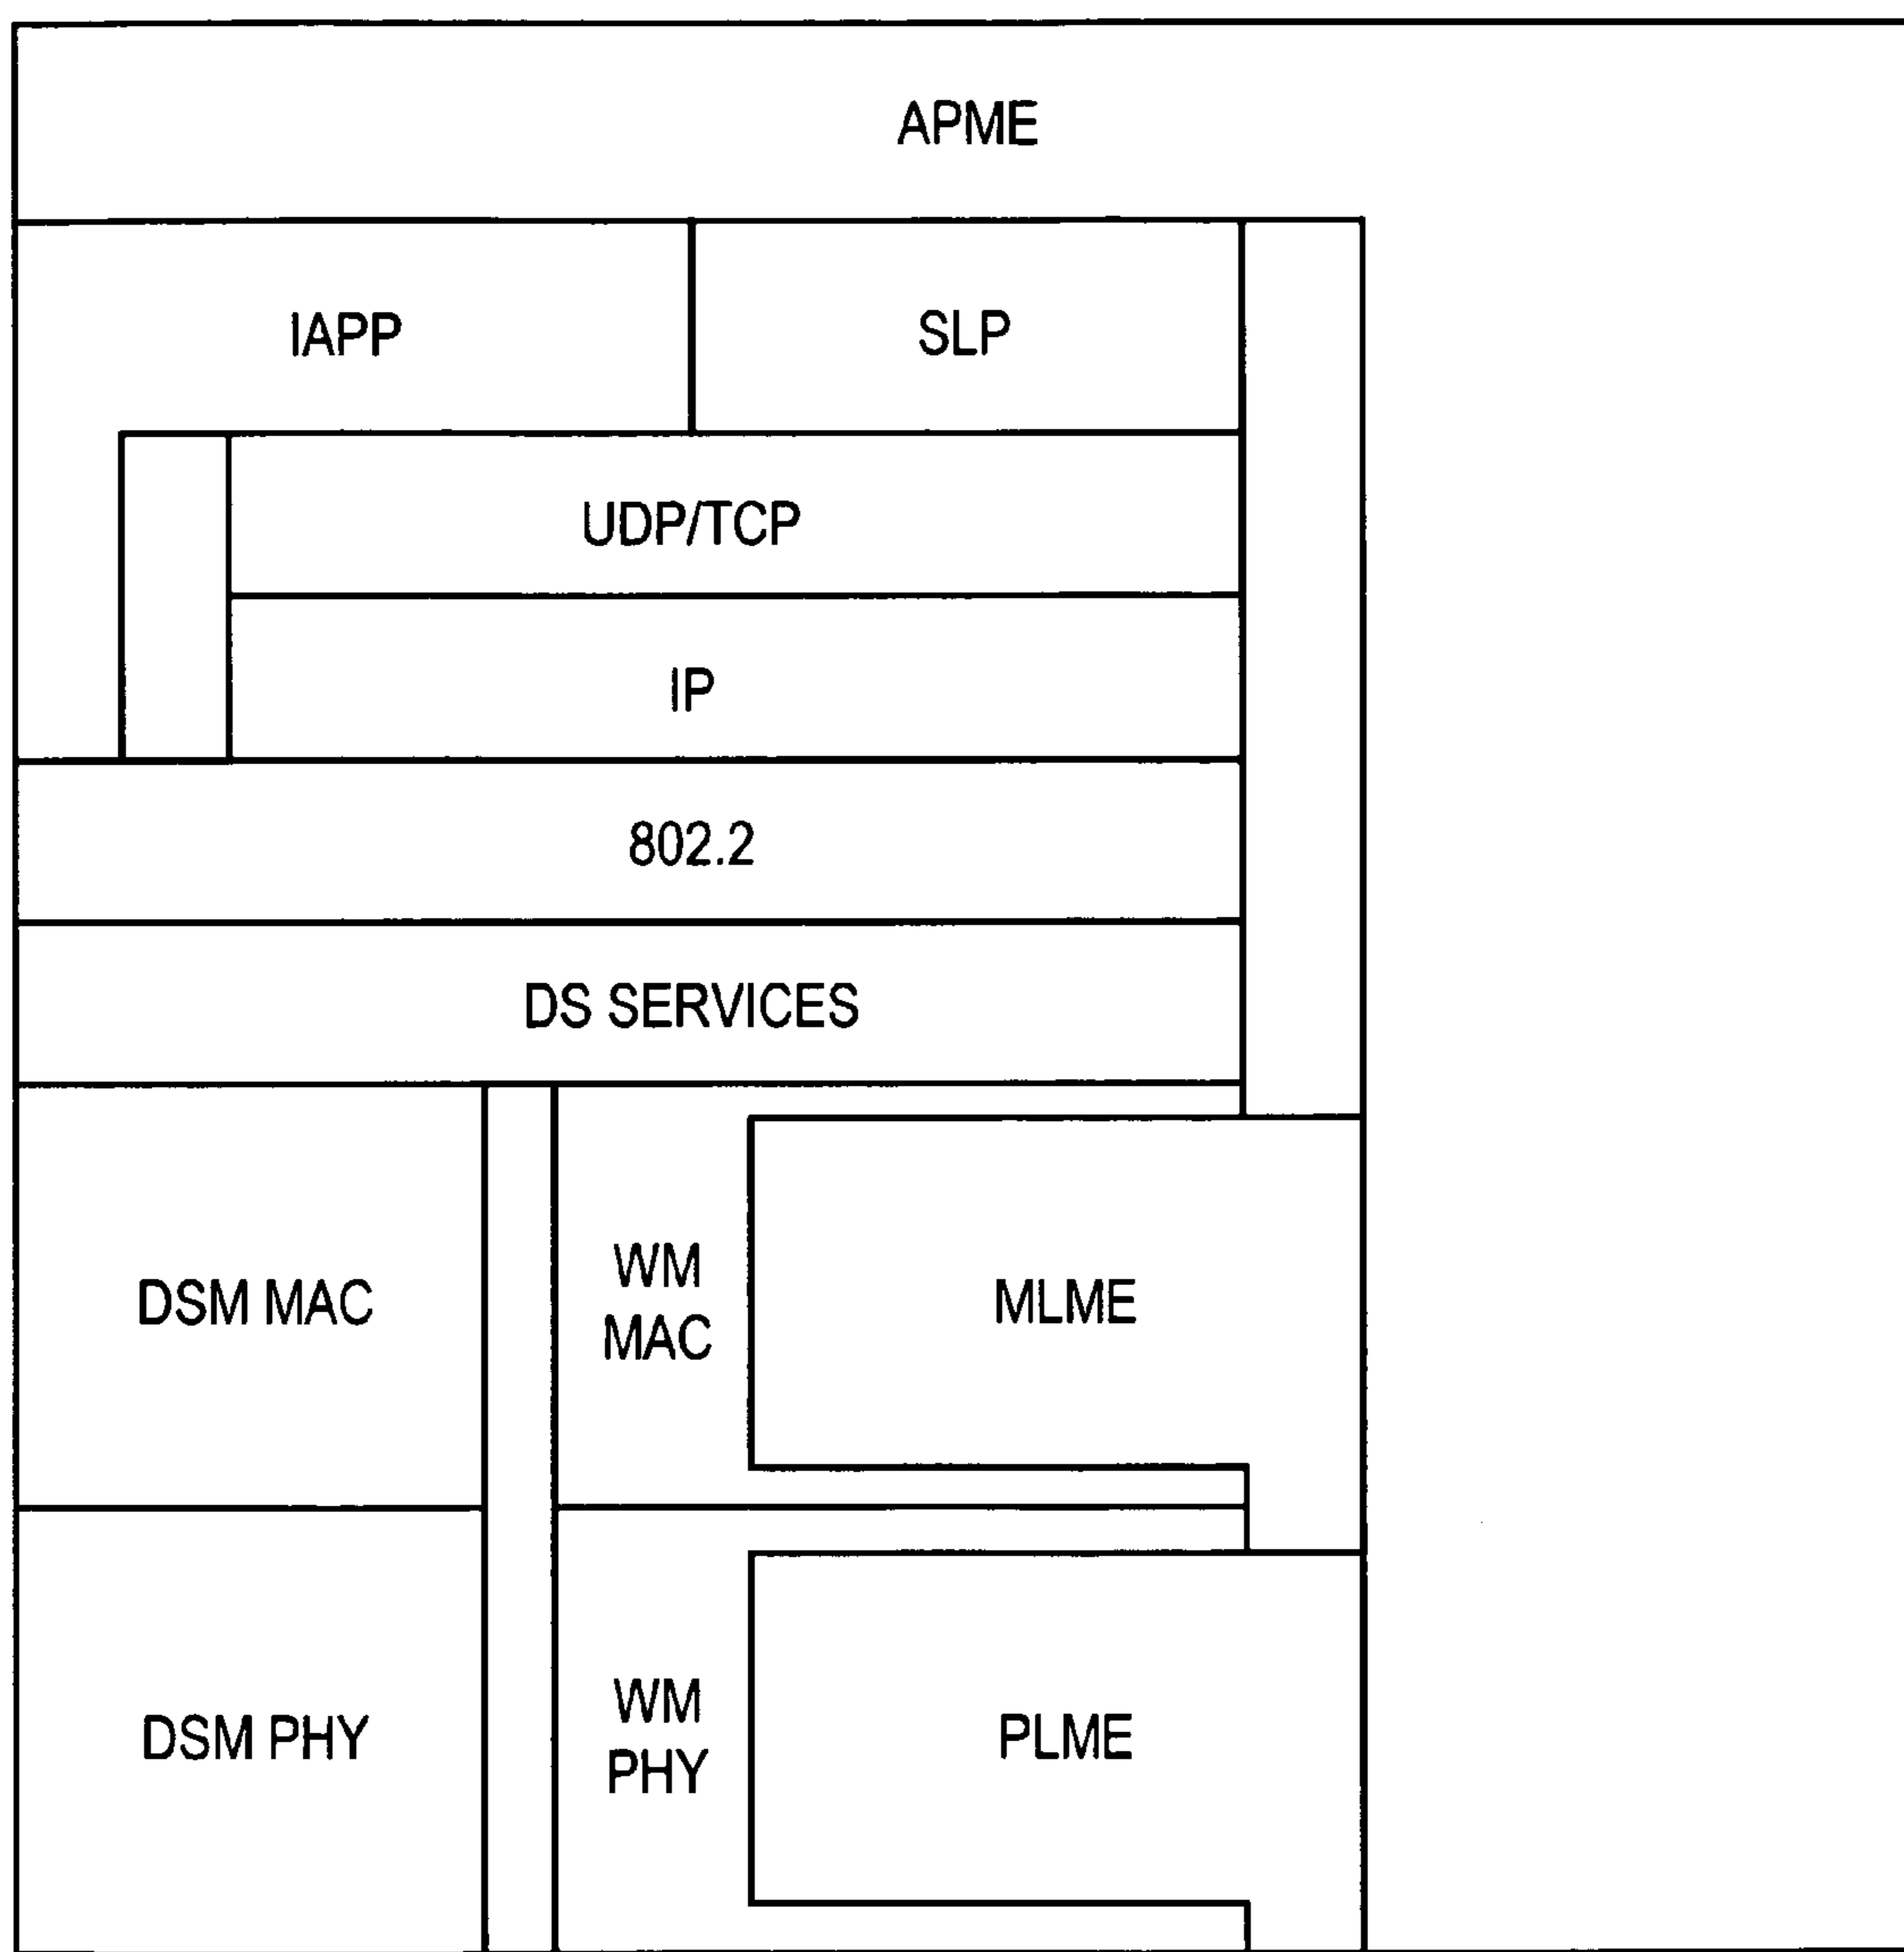 APME
IAPP
SLP
UDP/TCP
IP
802.2
DS SERVICES
DSM MAC
WM
MAC
MLME
DSM PHY
WM
PHY
PLME